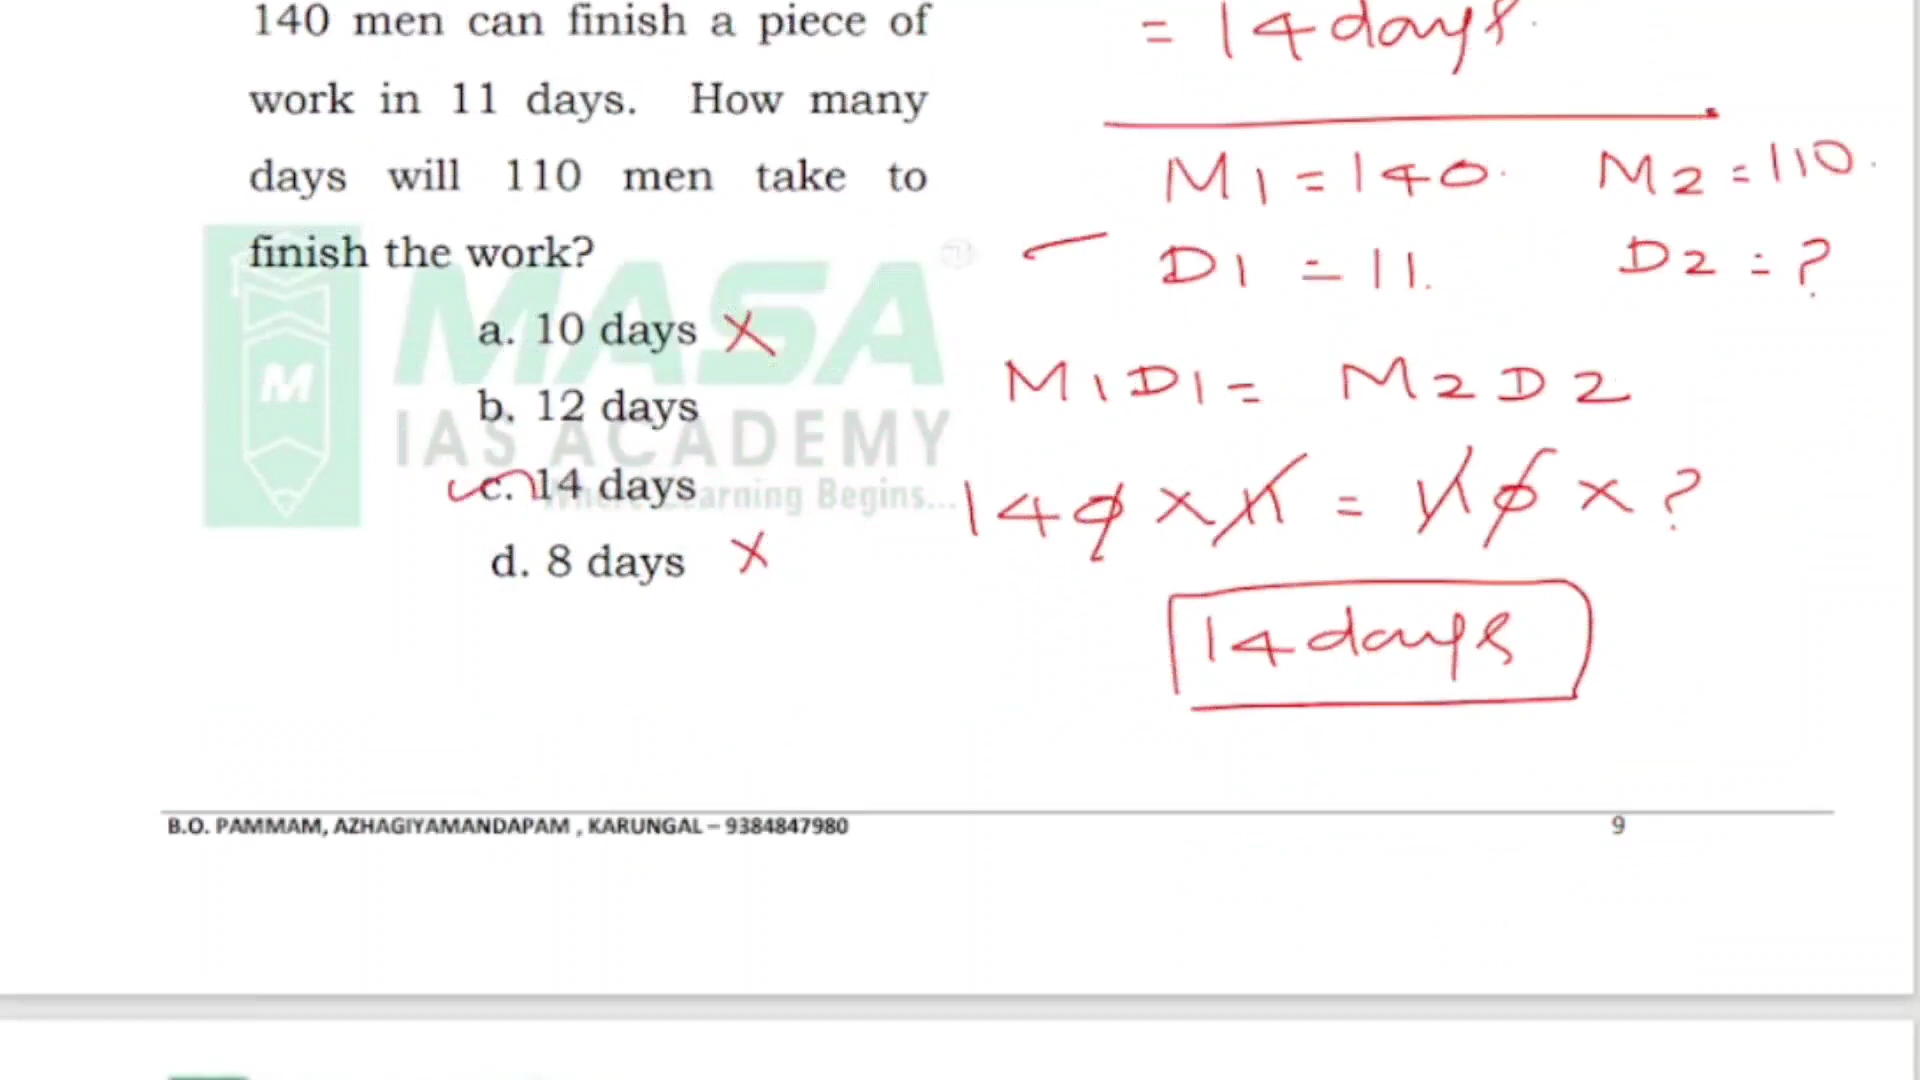 140 men can finish a piece of
work in 11 days. How many
days will 110 men take to
finish the work?
a. 10 days ×
b. 12 days
c. 14 days
d. 8 days ×
= 14 days.
M1 = 140. M2 = 110.
D1 = 11. D2 = ?
M1D1 = M2D2
140 × 11 = 110 × ?
14 days
MASA
IAS ACADEMY
Where Learning Begins...
M
B.O. PAMMAM, AZHAGIYAMANDAPAM , KARUNGAL – 9384847980 9